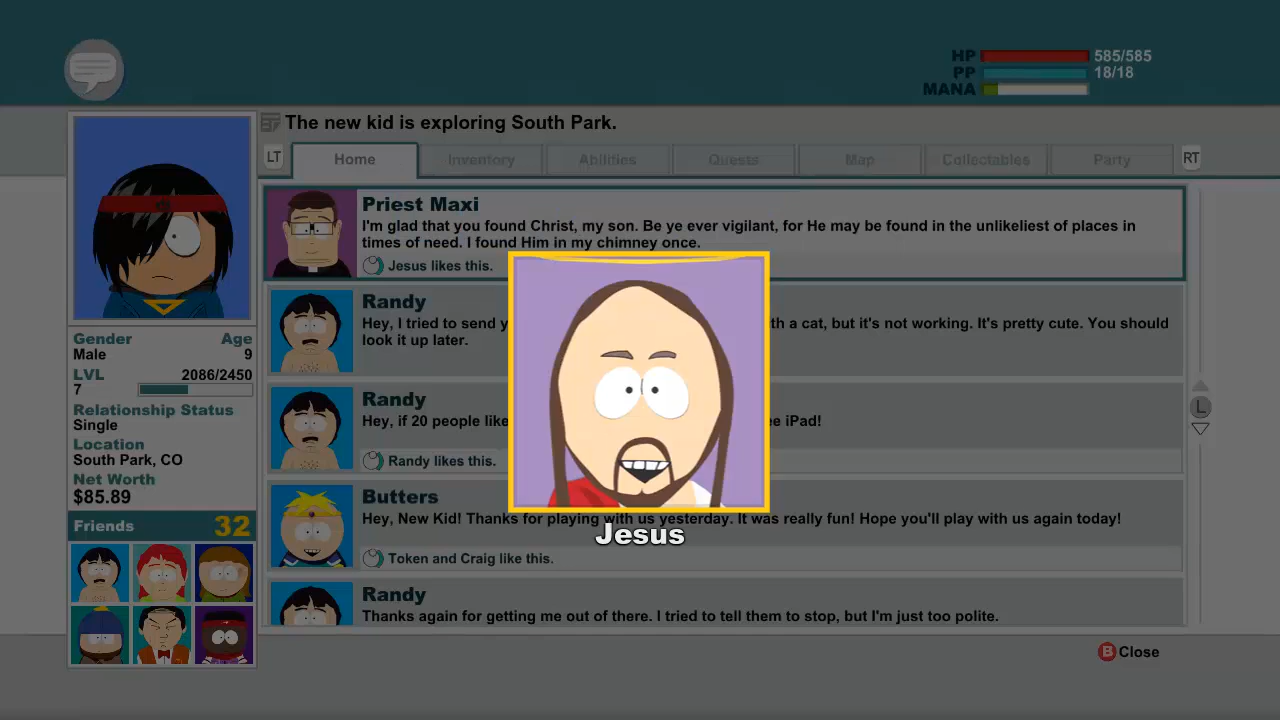 HP 585/585
PP 18/18
MANA
The new kid is exploring South Park.
LT Home Inventory Abilities Quests Map Collectables Party RT
Priest Maxi
I'm glad that you found Christ, my son. Be ye ever vigilant, for He may be found in the unlikeliest of places in
times of need. I found Him in my chimney once.
Jesus likes this.
Randy
Hey, I tried to send y th a cat, but it's not working. It's pretty cute. You should
look it up later.
Gender Age
Male 9
LVL 2086/2450
7
Relationship Status
Single
Location
South Park, CO
Net Worth
$85.89
Friends 32
Randy
Hey, if 20 people like e iPad!
Randy likes this.
L
Butters
Hey, New Kid! Thanks for playing with us yesterday. It was really fun! Hope you'll play with us again today!
Token and Craig like this.
Jesus
Randy
Thanks again for getting me out of there. I tried to tell them to stop, but I'm just too polite.
B Close